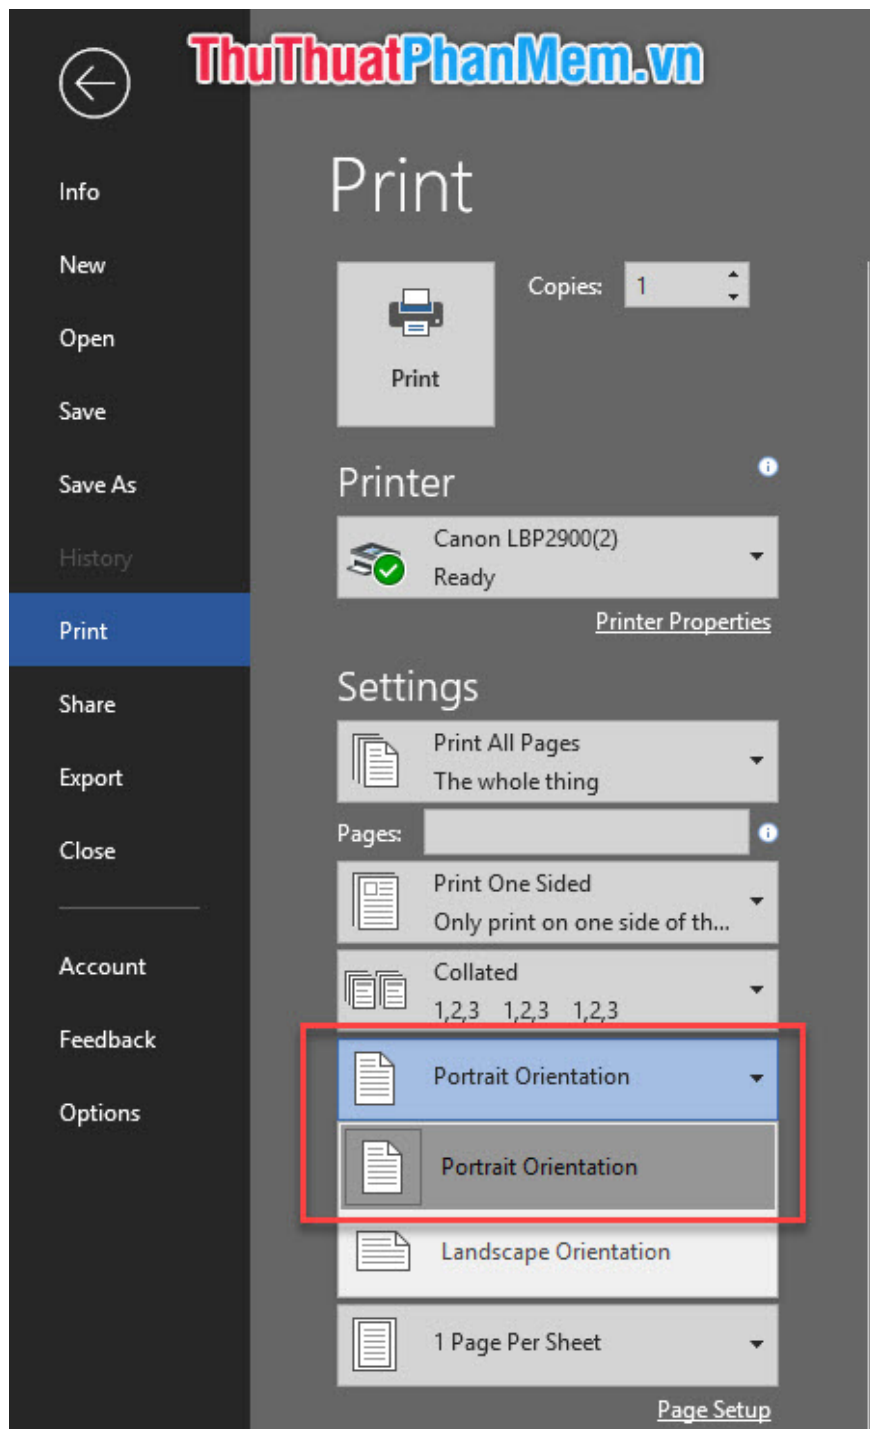 ThuThuatPhanMem.vn
Info
New
Open
Save
Save As
History
Print
Share
Export
Close
Account
Feedback
Options
Print
Print
Copies: 1
Printer
Canon LBP2900(2)
Ready
Printer Properties
Settings
Print All Pages
The whole thing
Pages:
Print One Sided
Only print on one side of th...
Collated
1,2,3 1,2,3 1,2,3
Portrait Orientation
Portrait Orientation
Landscape Orientation
1 Page Per Sheet
Page Setup